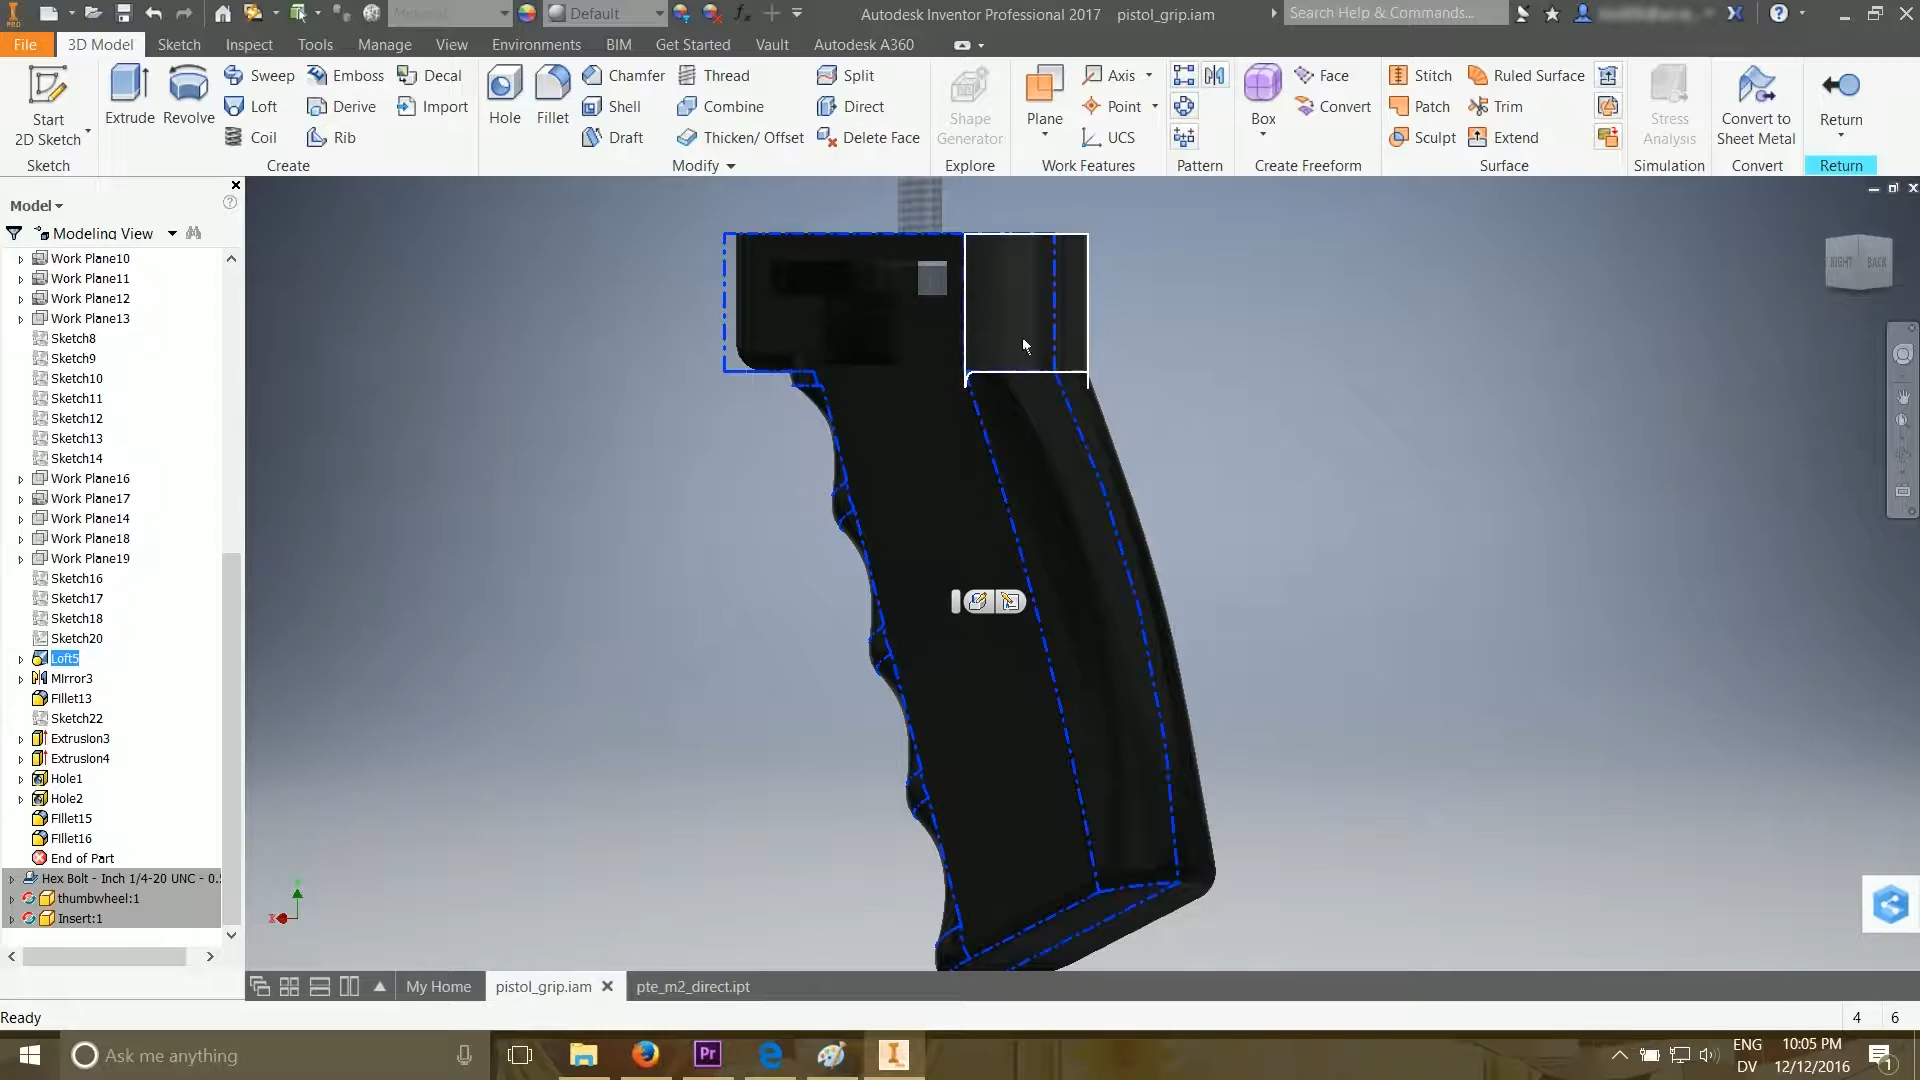 Material
Default
Autodesk Inventor Professional 2017 pistol_grip.iam
Search Help & Commands...
PRO
File 3D Model Sketch Inspect Tools Manage View Environments BIM Get Started Vault Autodesk A360
Start
2D Sketch
Extrude
Revolve
Sweep
Loft
Coil
Emboss
Derive
Rib
Decal
Import
Hole
Fillet
Chamfer
Shell
Draft
Thread
Combine
Thicken/ Offset
Split
Direct
Delete Face
Shape
Generator
Plane
Axis
Point
UCS
Box
Face
Convert
Stitch
Patch
Sculpt
Ruled Surface
Trim
Extend
Stress
Analysis
Convert to
Sheet Metal
Return
Sketch Create Modify Explore Work Features Pattern Create Freeform Surface Simulation Convert Return
Model
Modeling View
Work Plane10
Work Plane11
Work Plane12
Work Plane13
Sketch8
Sketch9
Sketch10
Sketch11
Sketch12
Sketch13
Sketch14
Work Plane16
Work Plane17
Work Plane14
Work Plane18
Work Plane19
Sketch16
Sketch17
Sketch18
Sketch20
Loft5
Mirror3
Fillet13
Sketch22
Extrusion3
Extrusion4
Hole1
Hole2
Fillet15
Fillet16
End of Part
Hex Bolt - Inch 1/4-20 UNC - 0.
thumbwheel:1
Insert:1
RIGHT BACK
X
My Home pistol_grip.iam pte_m2_direct.ipt
Ready
4 6
Ask me anything
Pr
ENG
DV
10:05 PM
12/12/2016
1